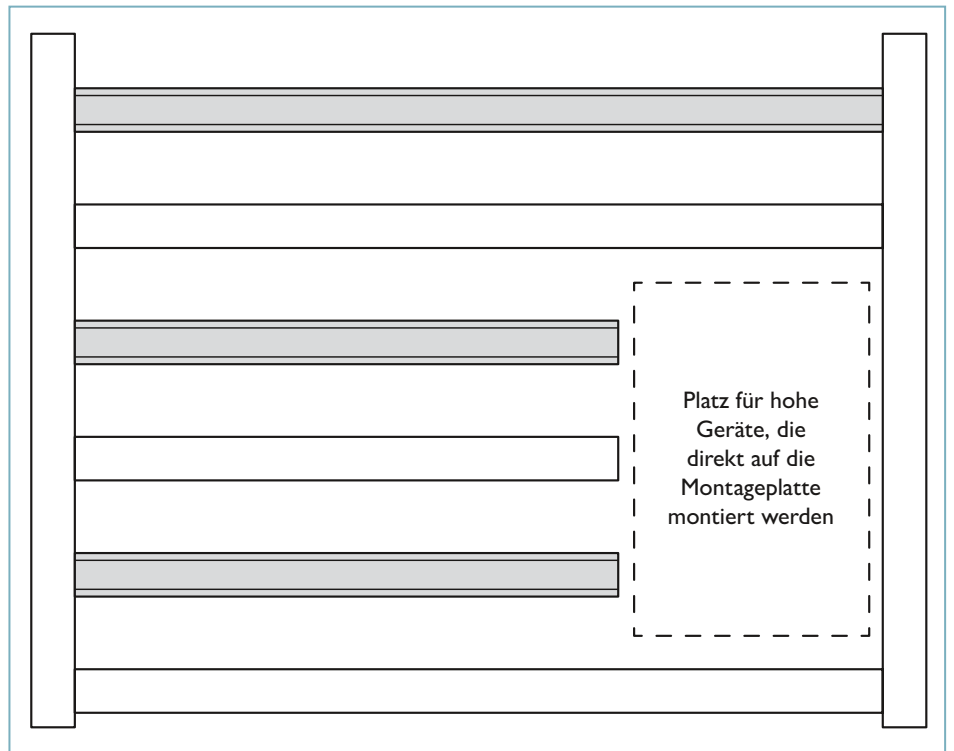 Platz für hohe
Geräte, die
direkt auf die
Montageplatte
montiert werden